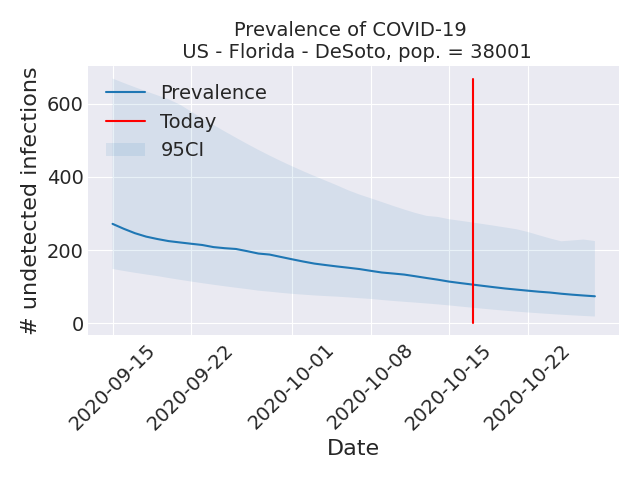 Prevalence of COVID-19
US - Florida - DeSoto, pop. = 38001
# undetected infections
600
400
200
0
Prevalence
Today
95CI
2020-09-15
2020-09-22
2020-10-01
2020-10-08
2020-10-15
2020-10-22
Date